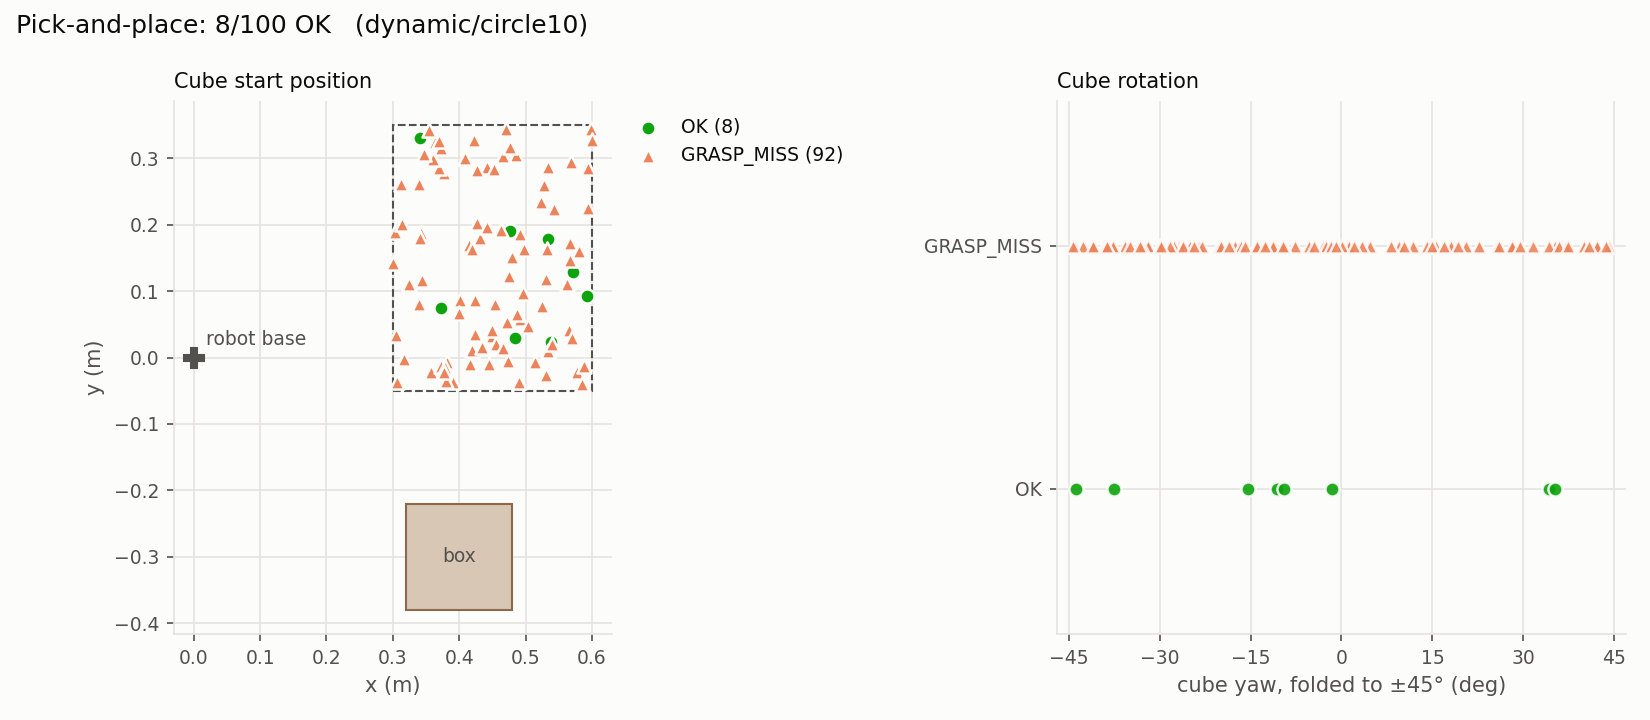 Pick-and-place: 8/100 OK   (dynamic/circle10)
Cube start position
0.3
0.2
0.1
0.0
−0.1
−0.2
−0.3
−0.4
y (m)
robot base
box
0.0 0.1 0.2 0.3 0.4 0.5 0.6
x (m)
OK (8)
GRASP_MISS (92)
Cube rotation
GRASP_MISS
OK
−45 −30 −15 0 15 30 45
cube yaw, folded to ±45° (deg)